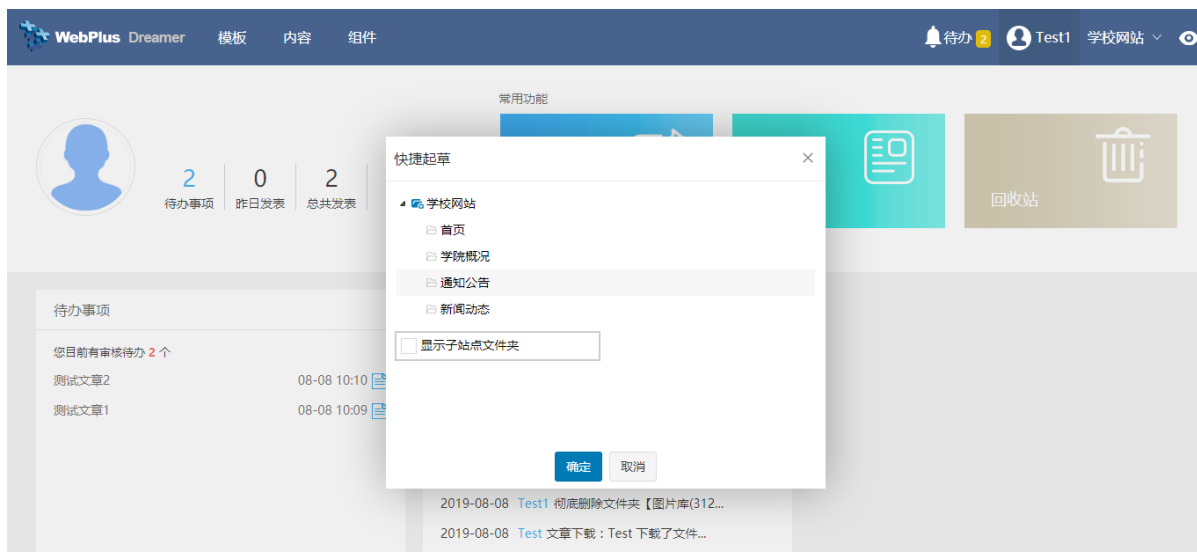 WebPlus Dreamer 模板 内容 组件 待办 2 Test1 学校网站
常用功能
2 0 2
待办事项 昨日发表 总共发表
回收站
快捷起草
学校网站
首页
学院概况
通知公告
新闻动态
显示子站点文件夹
确定 取消
待办事项
您目前有审核待办 2 个
测试文章2 08-08 10:10
测试文章1 08-08 10:09
2019-08-08 Test1 彻底删除文件夹【图片库(312...
2019-08-08 Test 文章下载：Test 下载了文件...